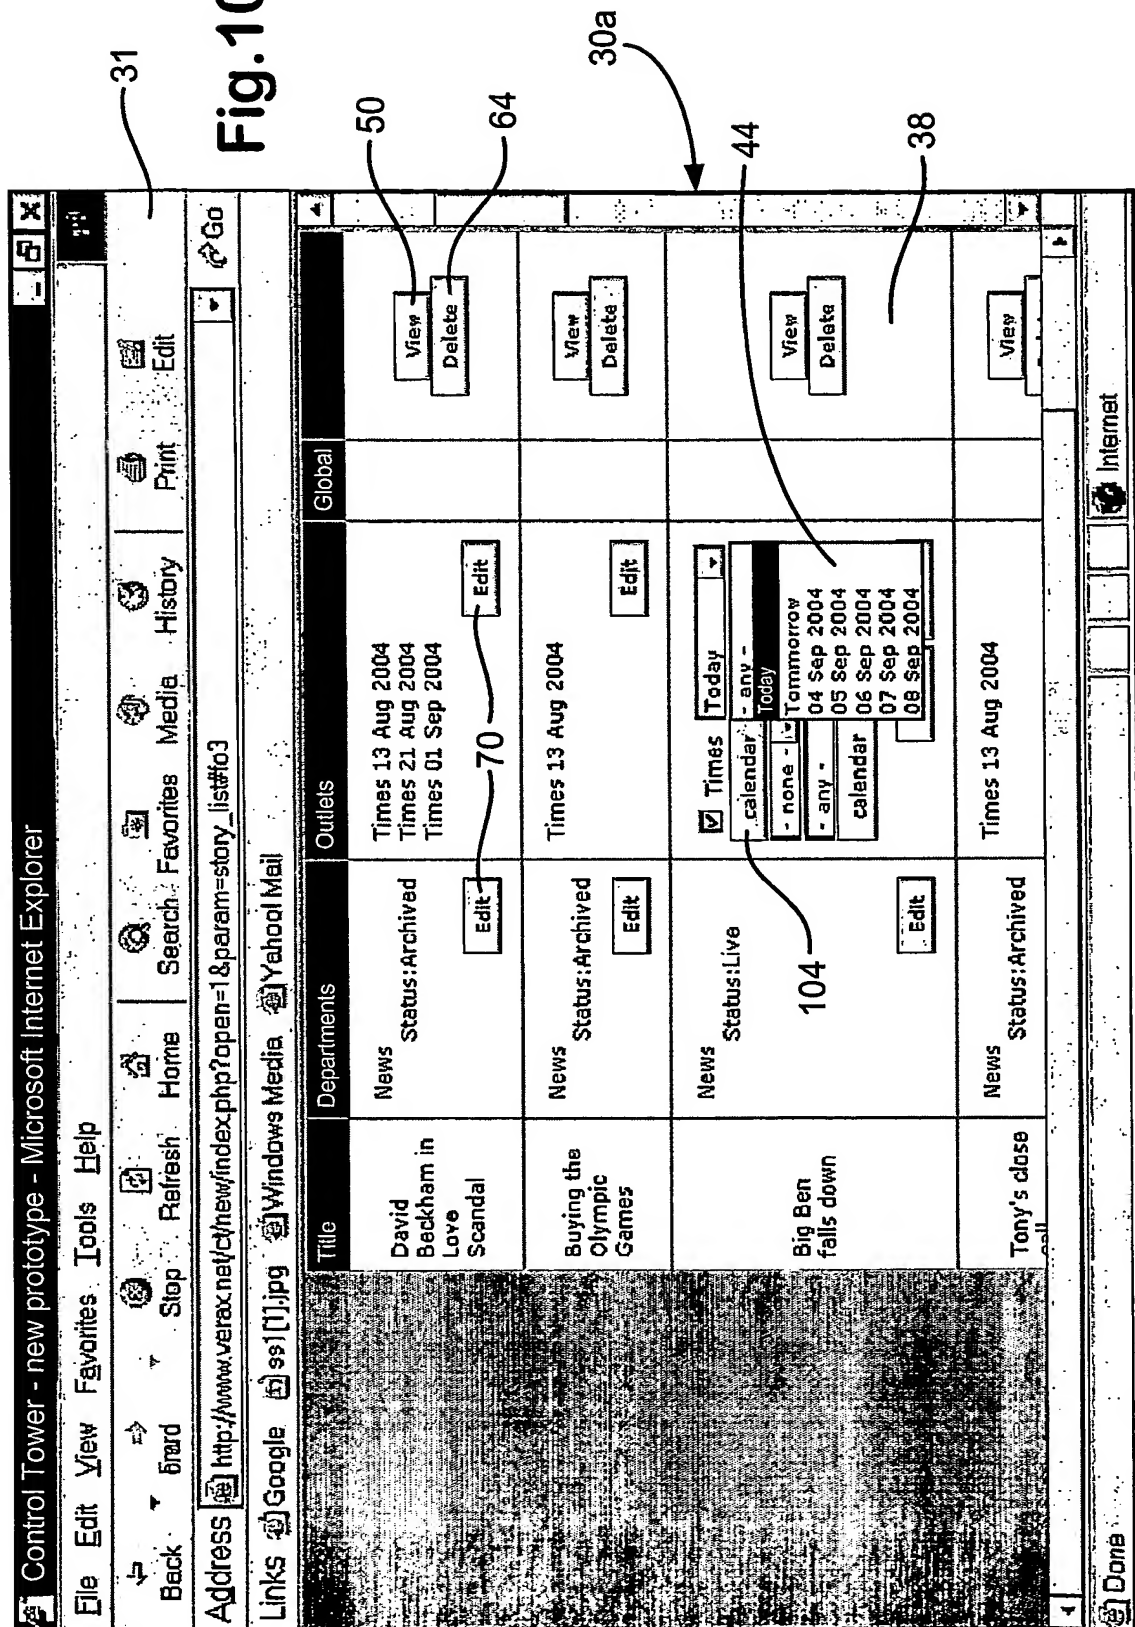 Control Tower - new prototype - Microsoft Internet Explorer
File Edit View Favorites Tools Help
Back Stop Refresh Home Search Favorites Media History Print Edit
31
Address http://www.verax.net/ct/new/index.php?open=1&param=story_list#fo3 Go
Fig.10
Links Google ss1[1].jpg Windows Media Yahoo! Mail
Title Departments Outlets Global
David Beckham in Love Scandal
News
Status:Archived
Edit
Times 13 Aug 2004
Times 21 Aug 2004
Times 01 Sep 2004
Edit
View
Delete
50
64
70
Buying the Olympic Games
News
Status:Archived
Edit
Times 13 Aug 2004
Edit
View
Delete
30a
Big Ben falls down
News
Status:Live
Edit
Times Today
calendar
- none -
- any -
calendar
- any -
Today
Tommorrow
04 Sep 2004
05 Sep 2004
06 Sep 2004
07 Sep 2004
08 Sep 2004
View
Delete
104
44
38
Tony's close
News
Status:Archived
Times 13 Aug 2004
View
Done Internet